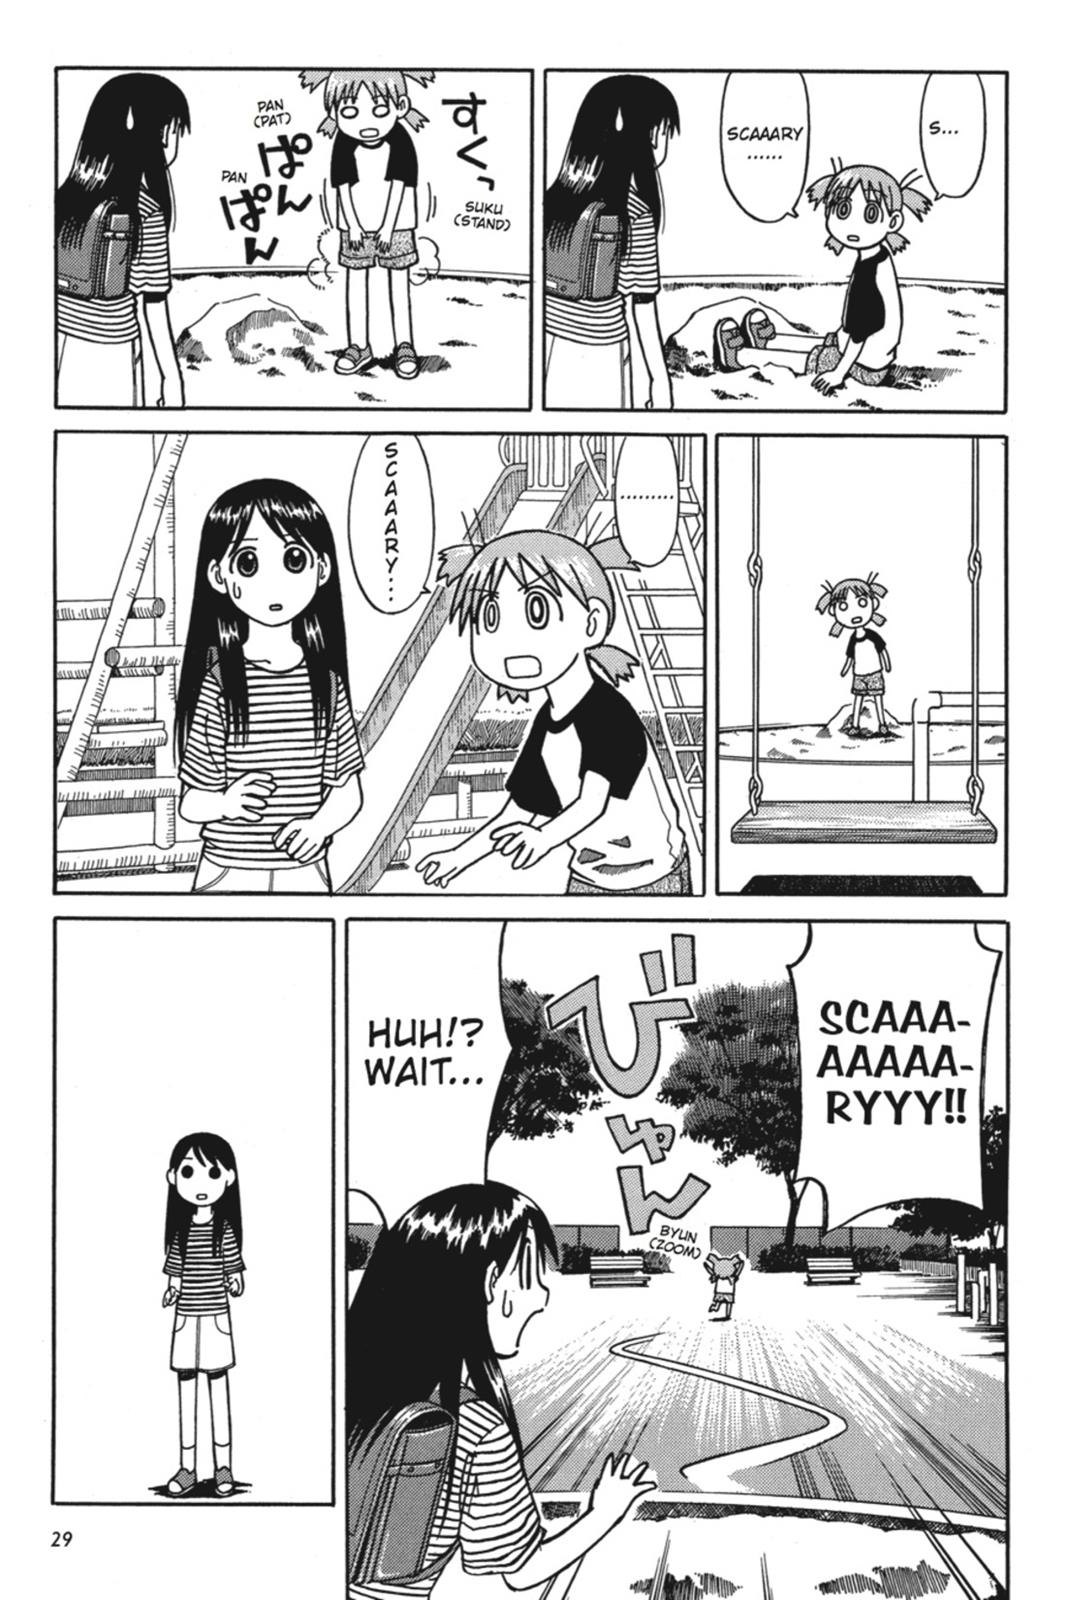 S...
SCAAARY
......
すくっ
SUKU
(STAND)
PAN
(PAT)
ぱん
PAN
ぱん
...........
SCAAARY...
SCAAA-
AAAAA-
RYYY!!
びゅん
BYUN
(ZOOM)
HUH!?
WAIT...
29